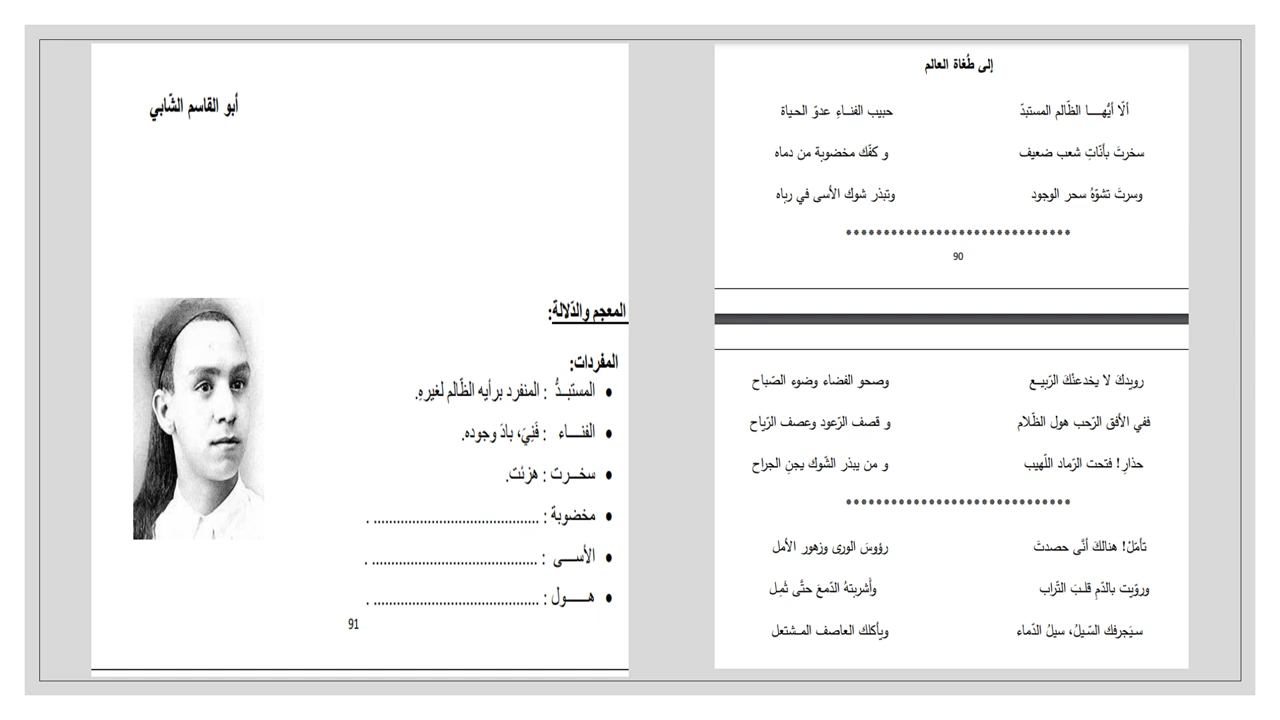 إلى طُغاة العالم
ألّا أيُّهـــا الظّالم المستبدّ حبيب الفنـاءِ عدوّ الحياة
سخرتَ بأنّاتِ شعب ضعيف و كفّك مخضوبة من دماه
وسرتَ تشوّهُ سحر الوجود وتبذر شوك الأسى في رباه
••••••••••••••••••••••••••••••
90
رويدكَ لا يخدعنْكَ الرّبيــع وصحو الفضاء وضوء الصّباح
ففي الأفق الرّحب هول الظّلام و قصف الرّعود وعصف الرّياح
حذارِ! فتحت الرّماد اللّهيب و من يبذر الشّوك يجنِ الجراح
••••••••••••••••••••••••••••••
تأمّلْ! هنالكَ أنّى حصدتَ رؤوسَ الورى وزهور الأمل
وروّيت بالدّمِ قلبَ التّراب وأشربتهُ الدّمعَ حتّى ثَمِل
سيَجرفك السّيلُ، سيلُ الدّماء ويأكلك العاصف المشتعل
أبو القاسم الشّابي
المعجم والدّلالة:
المفردات:
• المستبــدُّ : المنفرد برأيه الظّالم لغيرهِ.
• الفنـــاء : فَنِيَ، بادَ وجوده.
• سخـــرت : هزئت.
• مخضوبة : .......................................... .
• الأســـى : .......................................... .
• هـــــول : .......................................... .
91